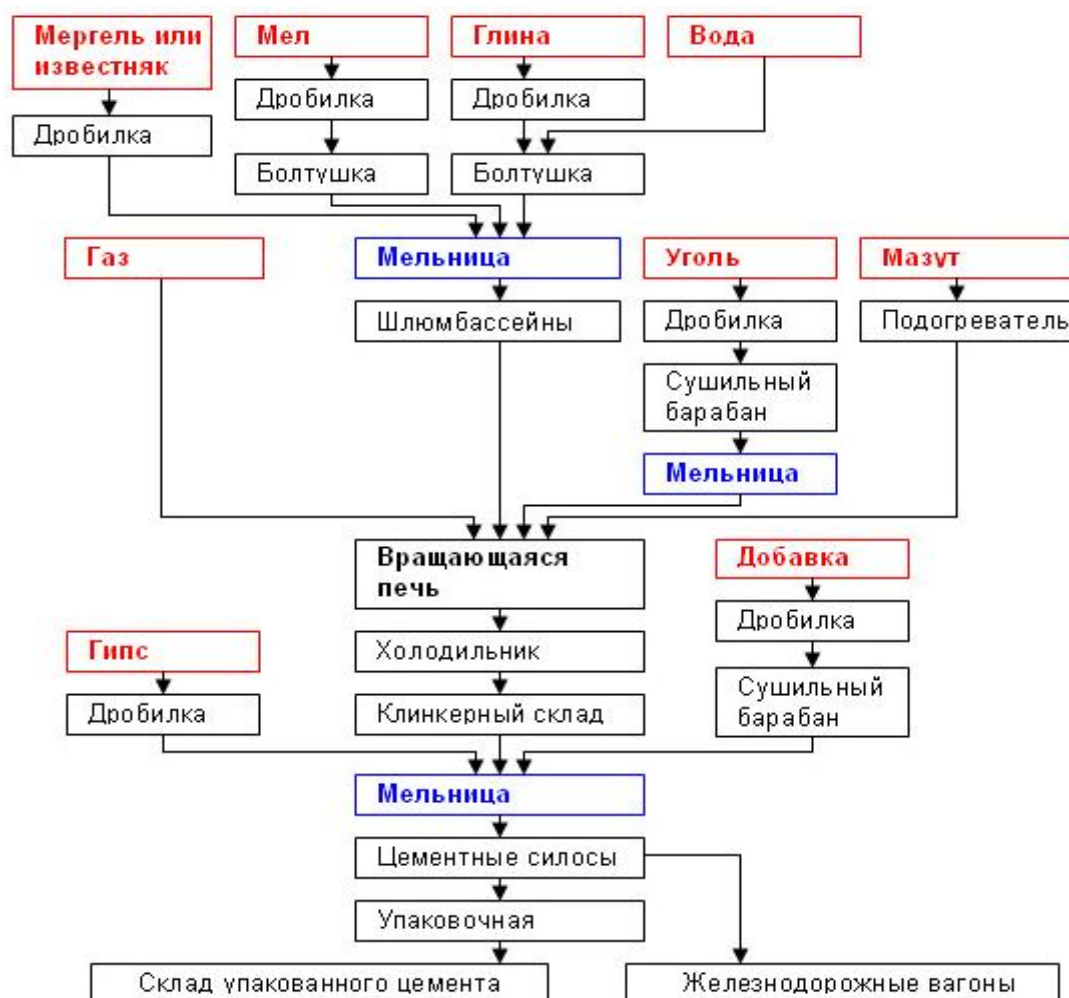 Мергель или
известняк
Мел
Глина
Вода
Дробилка
Дробилка
Дробилка
Болтушка
Болтушка
Газ
Мельница
Уголь
Мазут
Шлюмбассейны
Дробилка
Подогреватель
Сушильный
барабан
Мельница
Вращающаяся
печь
Добавка
Дробилка
Гипс
Холодильник
Сушильный
барабан
Дробилка
Клинкерный склад
Мельница
Цементные силосы
Упаковочная
Склад упакованного цемента
Железнодорожные вагоны